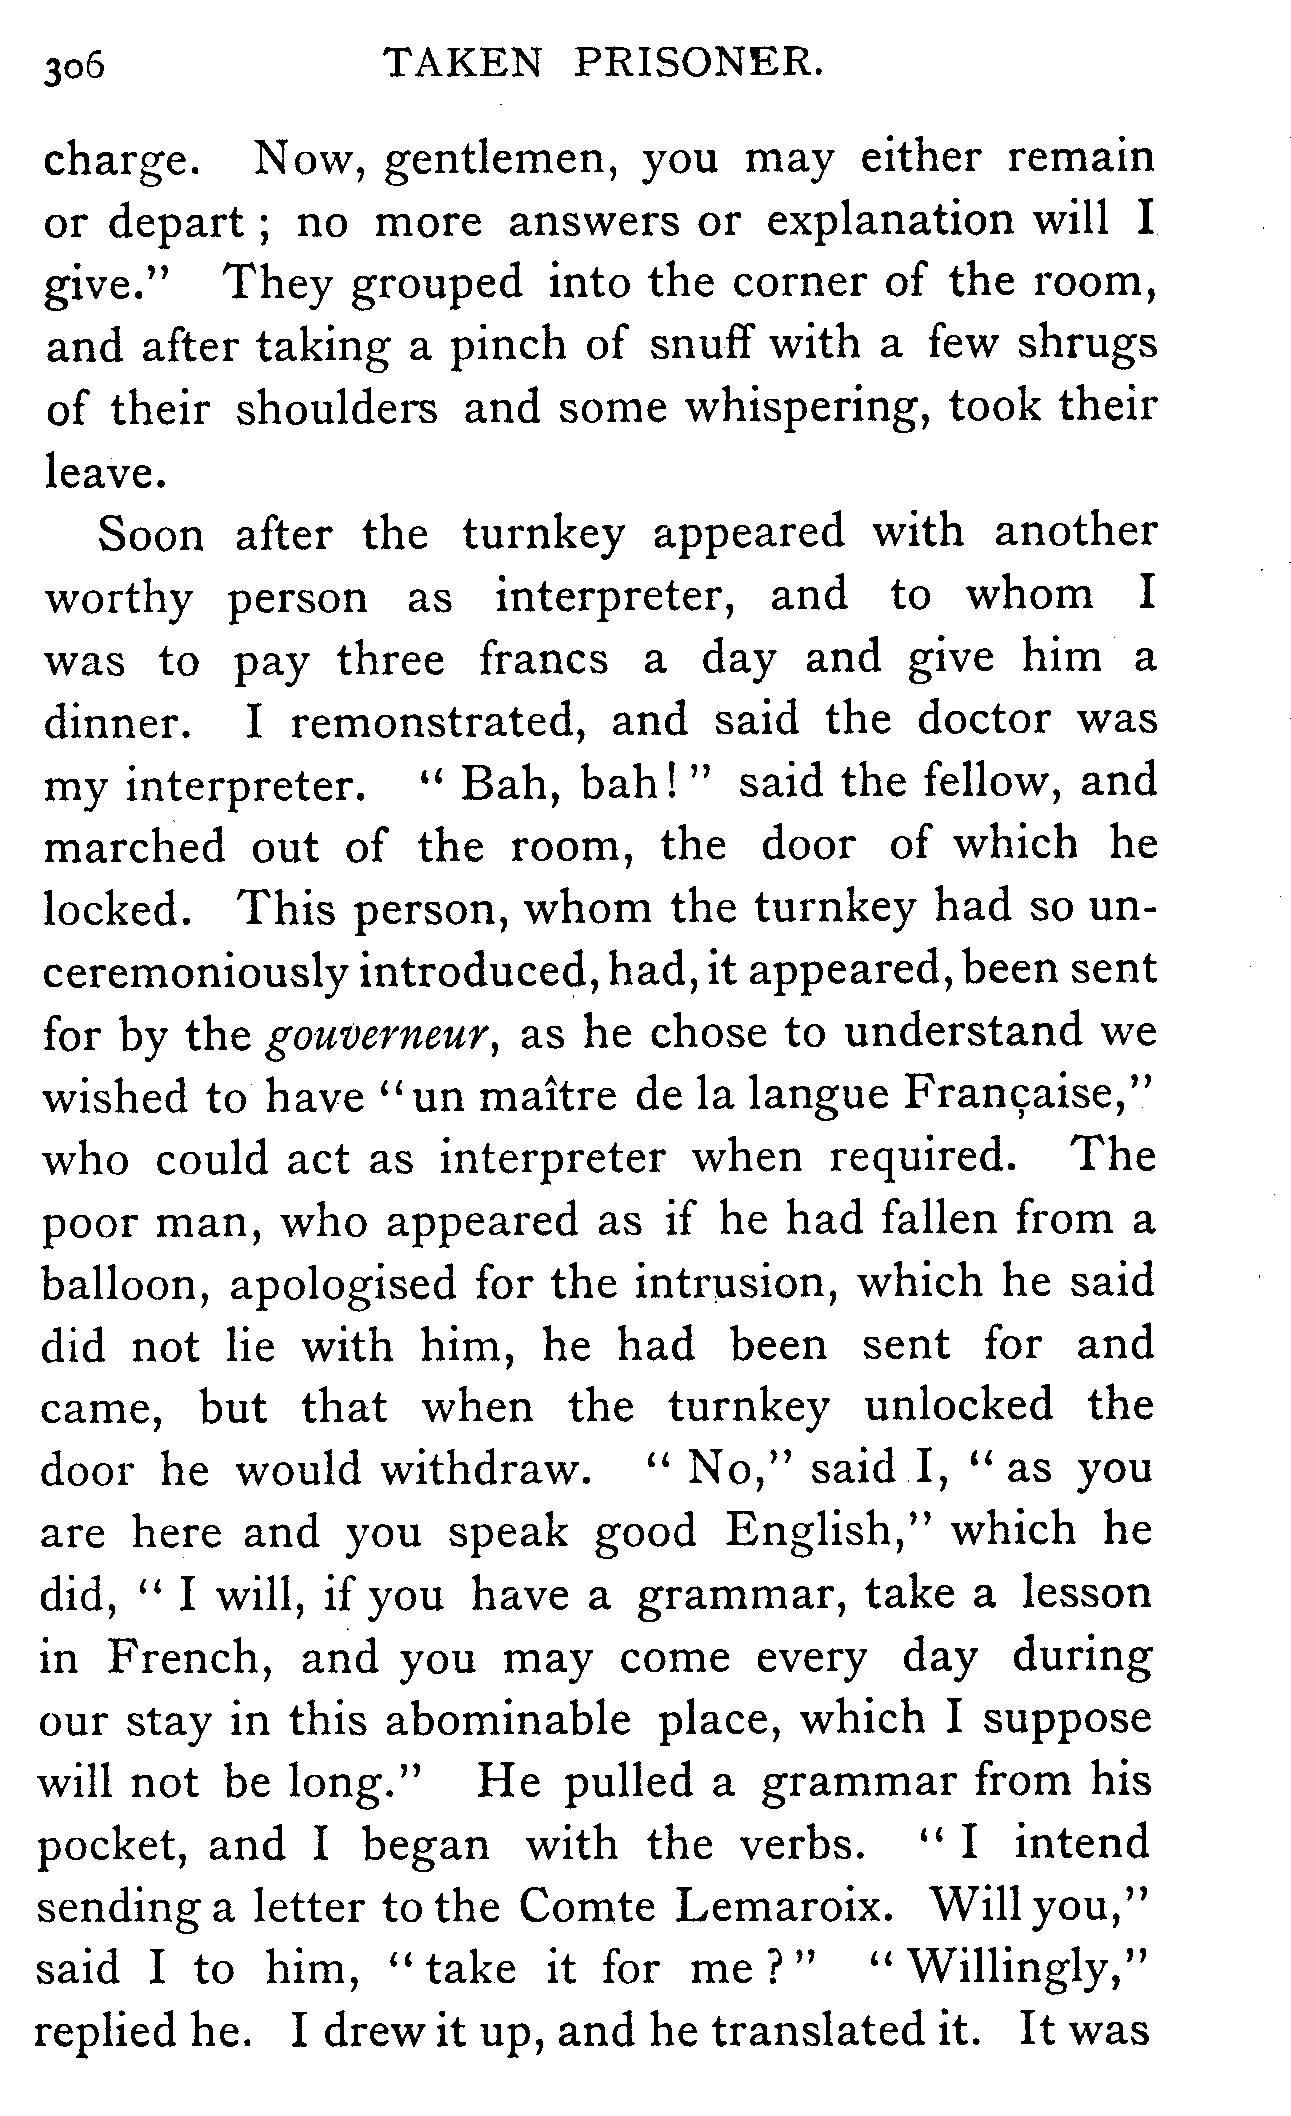 306 TAKEN PRISONER.
charge. Now, gentlemen, you may either remain
or depart ; no more answers or explanation will I
give." They grouped into the corner of the room,
and after taking a pinch of snuff with a few shrugs
of their shoulders and some whispering, took their
leave.
Soon after the turnkey appeared with another
worthy person as interpreter, and to whom I
was to pay three francs a day and give him a
dinner. I remonstrated, and said the doctor was
my interpreter. " Bah, bah! " said the fellow, and
marched out of the room, the door of which he
locked. This person, whom the turnkey had so un-
ceremoniously introduced, had, it appeared, been sent
for by the gouverneur, as he chose to understand we
wished to have "un maître de la langue Française,"
who could act as interpreter when required. The
poor man, who appeared as if he had fallen from a
balloon, apologised for the intrusion, which he said
did not lie with him, he had been sent for and
came, but that when the turnkey unlocked the
door he would withdraw. " No," said I, " as you
are here and you speak good English," which he
did, " I will, if you have a grammar, take a lesson
in French, and you may come every day during
our stay in this abominable place, which I suppose
will not be long." He pulled a grammar from his
pocket, and I began with the verbs. " I intend
sending a letter to the Comte Lemaroix. Will you,"
said I to him, "take it for me ? " " Willingly,"
replied he. I drew it up, and he translated it. It was